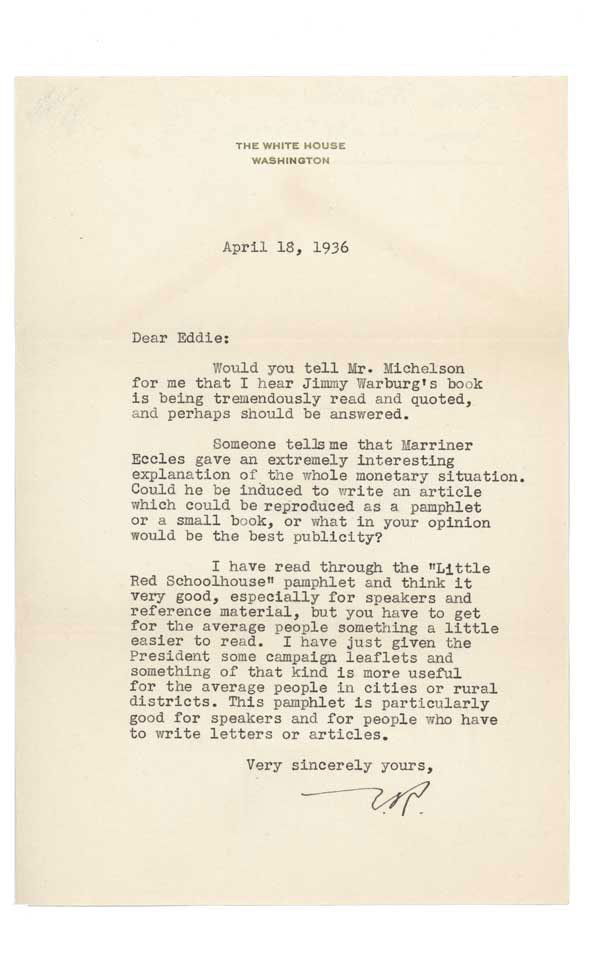 THE WHITE HOUSE
WASHINGTON
April 18, 1936
Dear Eddie:
Would you tell Mr. Michelson
for me that I hear Jimmy Warburg's book
is being tremendously read and quoted,
and perhaps should be answered.
Someone tells me that Marriner
Eccles gave an extremely interesting
explanation of the whole monetary situation.
Could he be induced to write an article
which could be reproduced as a pamphlet
or a small book, or what in your opinion
would be the best publicity?
I have read through the "Little
Red Schoolhouse" pamphlet and think it
very good, especially for speakers and
reference material, but you have to get
for the average people something a little
easier to read. I have just given the
President some campaign leaflets and
something of that kind is more useful
for the average people in cities or rural
districts. This pamphlet is particularly
good for speakers and for people who have
to write letters or articles.
Very sincerely yours,